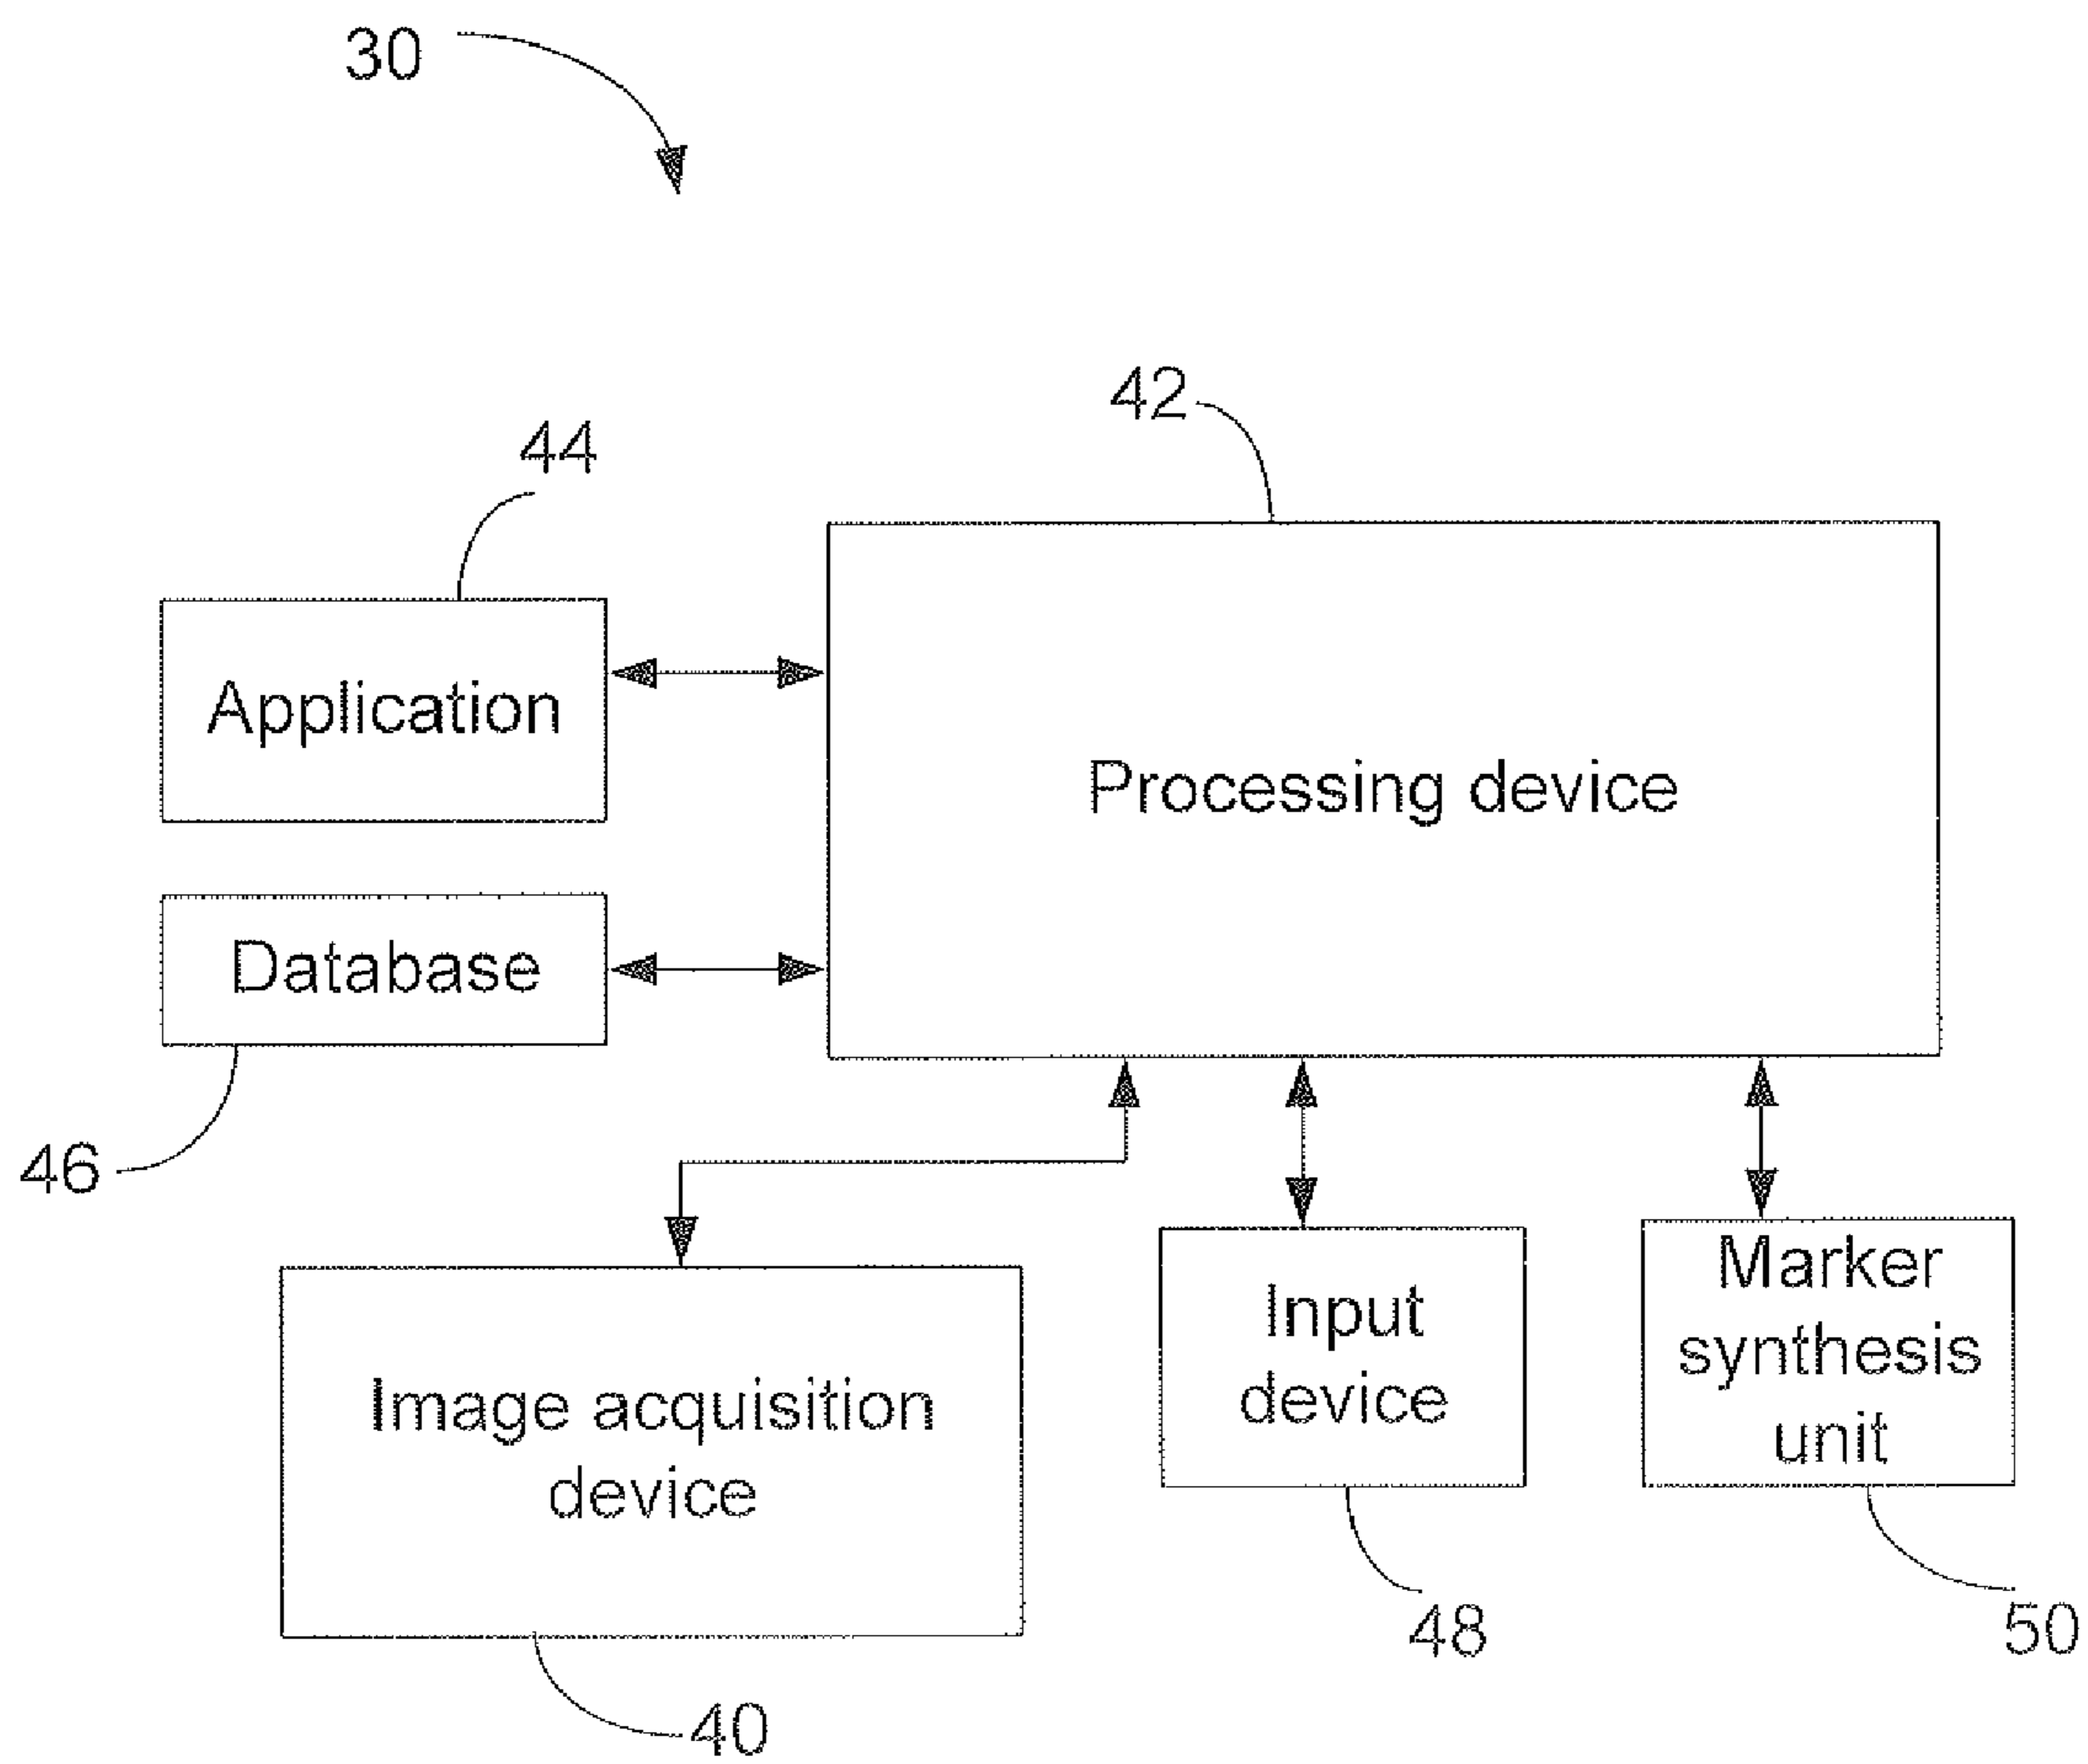 30
42
44
Application
Processing device
Database
46
Image acquisition
device
Input
device
Marker
synthesis
unit
48
50
40